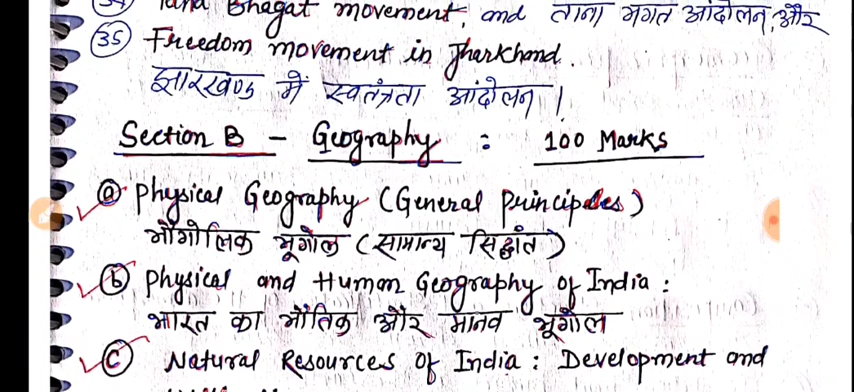 34 Tana Bhagat movement, and ताना भगत आंदोलन, और
35 Freedom movement in Jharkhand.
झारखण्ड में स्वतंत्रता आंदोलन।
Section B - Geography : 100 Marks
a Physical Geography (General Principles)
भौगोलिक भूगोल (सामान्य सिद्धांत)
b Physical and Human Geography of India :
भारत का भौतिक और मानव भूगोल
c Natural Resources of India : Development and